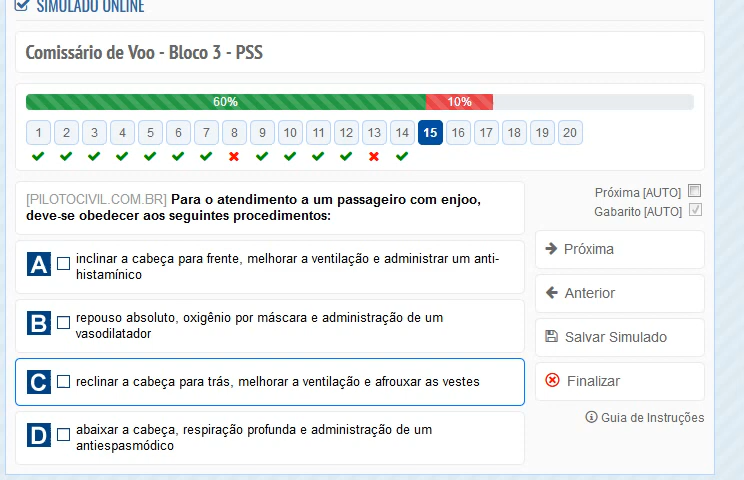 SIMULADO ONLINE
Comissário de Voo - Bloco 3 - PSS
60% 10%
1 2 3 4 5 6 7 8 9 10 11 12 13 14 15 16 17 18 19 20
[PILOTOCIVIL.COM.BR] Para o atendimento a um passageiro com enjoo,
deve-se obedecer aos seguintes procedimentos:
A inclinar a cabeça para frente, melhorar a ventilação e administrar um anti-
histamínico
B repouso absoluto, oxigênio por máscara e administração de um
vasodilatador
C reclinar a cabeça para trás, melhorar a ventilação e afrouxar as vestes
D abaixar a cabeça, respiração profunda e administração de um
antiespasmódico
Próxima [AUTO]
Gabarito [AUTO]
Próxima
Anterior
Salvar Simulado
Finalizar
Guia de Instruções